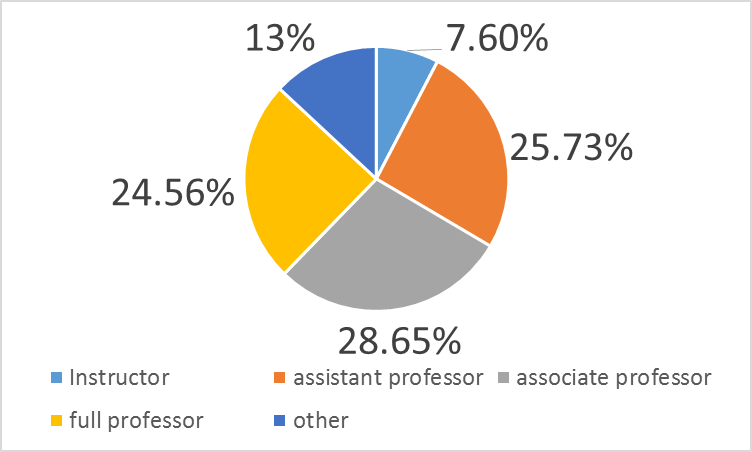 13%
7.60%
25.73%
24.56%
28.65%
Instructor
assistant professor
associate professor
full professor
other